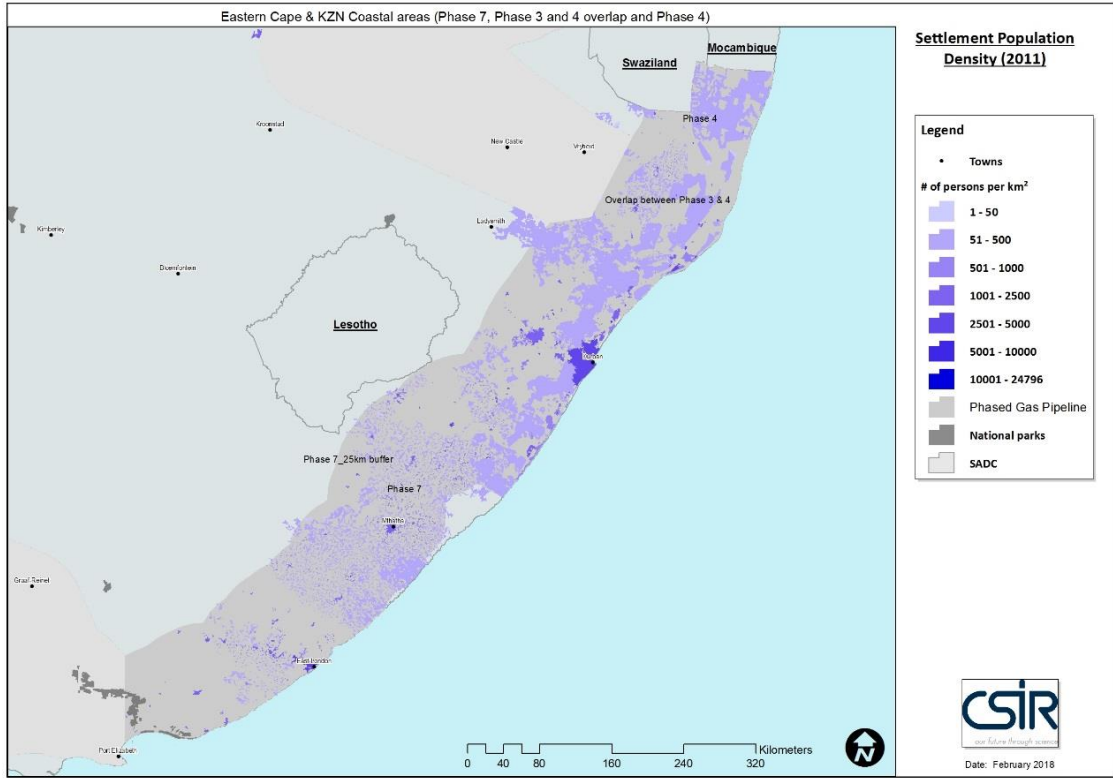 Eastern Cape & KZN Coastal areas (Phase 7, Phase 3 and 4 overlap and Phase 4)
Settlement Population
Density (2011)
Mocambique
Swaziland
Phase 4
Kroonstad
New Castle
Vryheid
Overlap between Phase 3 & 4
Ladysmith
Kimberley
Bloemfontein
Lesotho
Durban
Phase 7_25km buffer
Phase 7
Mthatha
Graaf-Reinet
East London
Port Elizabeth
Legend
Towns
# of persons per km²
1 - 50
51 - 500
501 - 1000
1001 - 2500
2501 - 5000
5001 - 10000
10001 - 24796
Phased Gas Pipeline
National parks
SADC
Kilometers
0 40 80 160 240 320
N
CSIR
our future through science
Date: February 2018